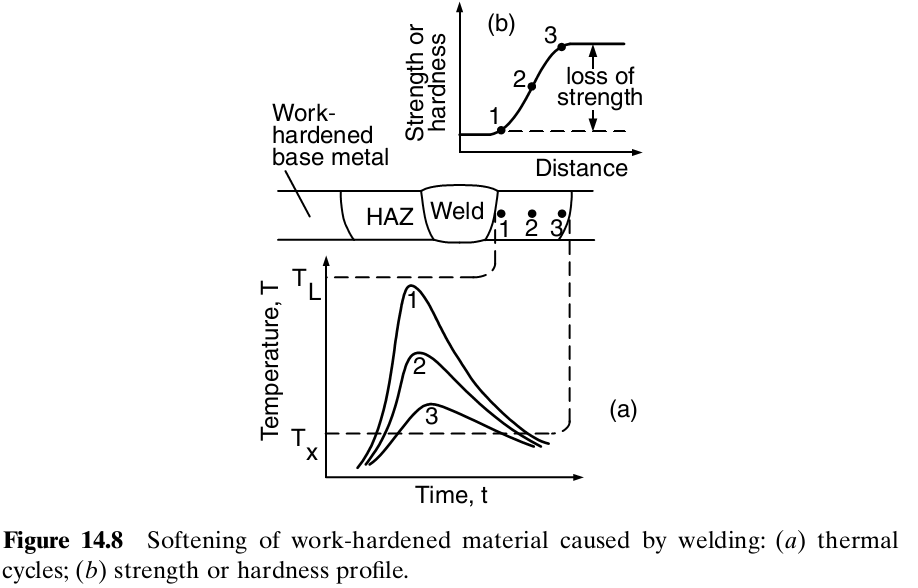 (b)
Strength or
hardness
3
2
1
loss of
strength
Distance
Work-
hardened
base metal
HAZ
Weld
1 2 3
Temperature, T
T_L
1
2
3
T_x
(a)
Time, t
Figure 14.8 Softening of work-hardened material caused by welding: (a) thermal
cycles; (b) strength or hardness profile.